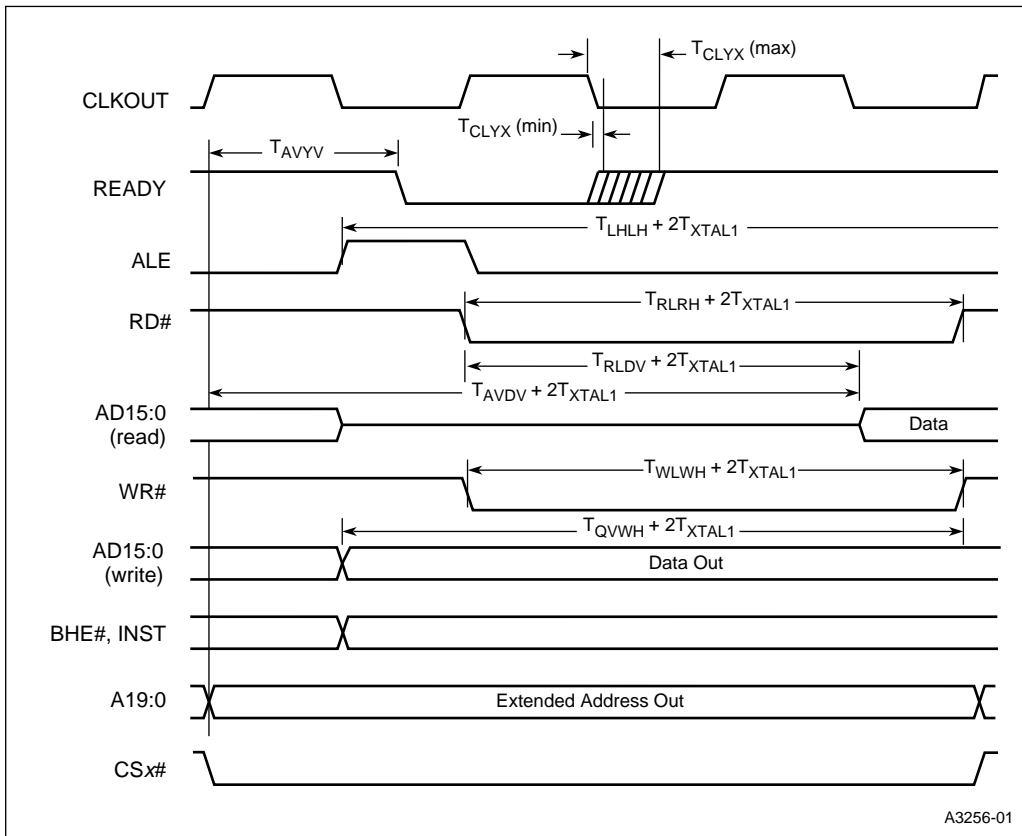 T_CLYX (max)
CLKOUT
T_CLYX (min)
T_AVYV
READY
T_LHLH + 2T_XTAL1
ALE
T_RLRH + 2T_XTAL1
RD#
T_RLDV + 2T_XTAL1
T_AVDV + 2T_XTAL1
AD15:0
(read)
Data
T_WLWH + 2T_XTAL1
WR#
T_QVWH + 2T_XTAL1
AD15:0
(write)
Data Out
BHE#, INST
A19:0
Extended Address Out
CSx#
A3256-01